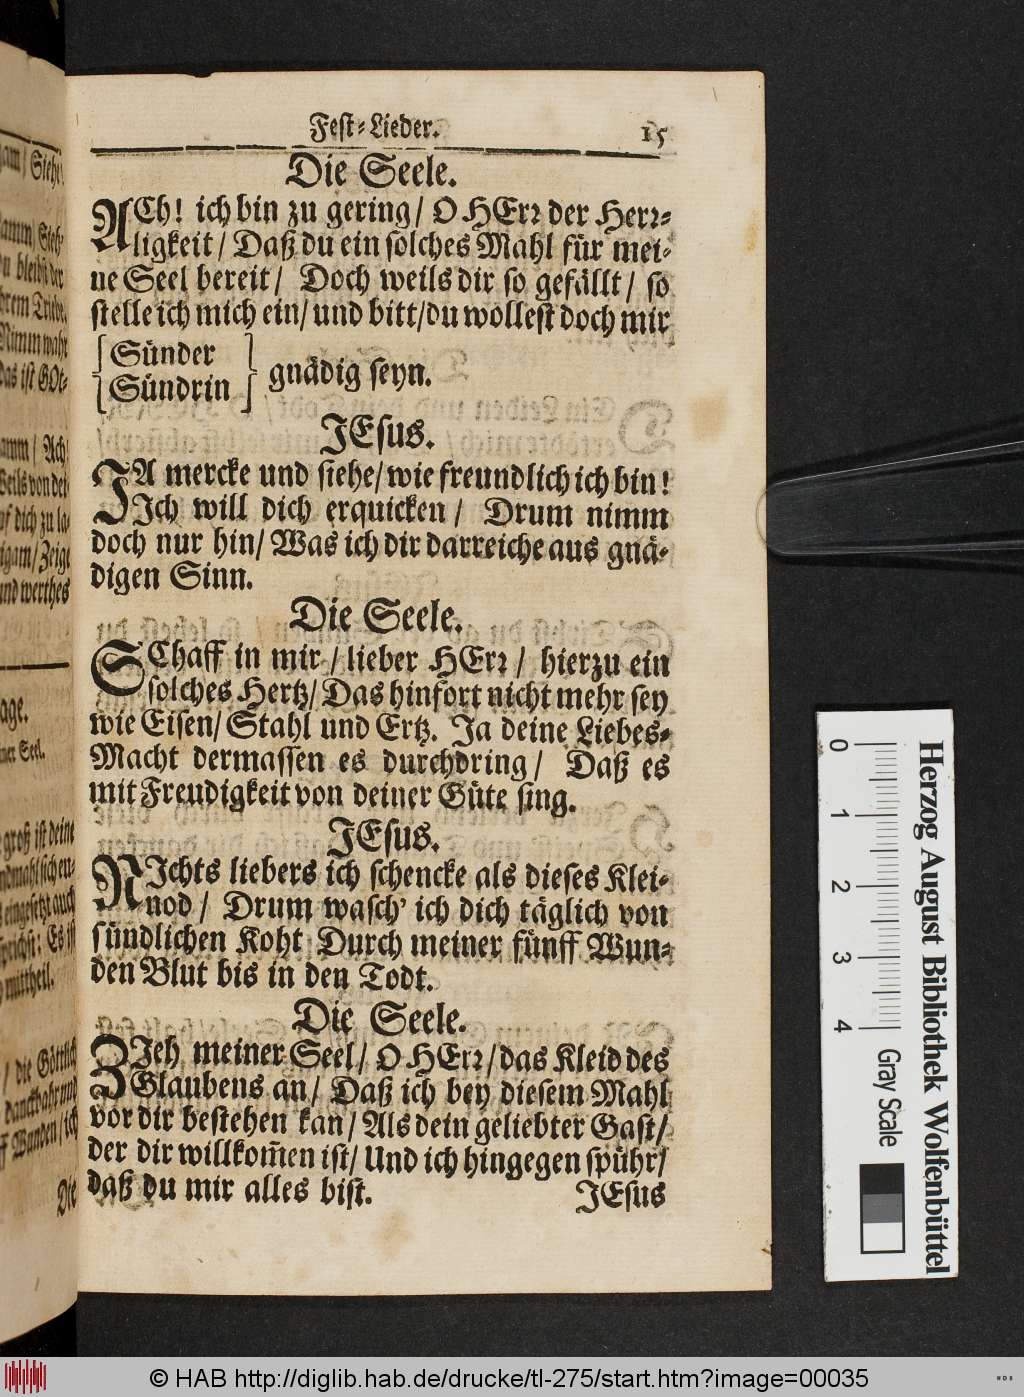 Fest-Lieder. 15
Die Seele.
ACh! ich bin zu gering/ O HErr der Herr-
ligkeit/ Daß du ein solches Mahl für mei-
ne Seel bereit/ Doch weils dir so gefällt/ so
stelle ich mich ein/ und bitt/ du wollest doch mir
{Sünder
Sündrin} gnädig seyn.
JEsus.
JA mercke und siehe/ wie freundlich ich bin!
Ich will dich erquicken/ Drum nimm
doch nur hin/ Was ich dir darreiche aus gnä-
digen Sinn.
Die Seele.
SChaff in mir/ lieber HErr/ hierzu ein
solches Hertz/ Das hinfort nicht mehr sey
wie Eisen/ Stahl und Ertz. Ja deine Liebes-
Macht dermassen es durchdring/ Daß es
mit Freudigkeit von deiner Güte sing.
JEsus.
NIchts liebers ich schencke als dieses Klei-
nod/ Drum wasch' ich dich täglich von
sündlichen Koht Durch meiner fünff Wun-
den Blut bis in den Todt.
Die Seele.
ZJeh meiner Seel/ O HErr/ das Kleid des
Glaubens an/ Daß ich bey diesem Mahl
vor dir bestehen kan/ Als dein geliebter Gast/
der dir willkom̃en ist/ Und ich hingegen spühr/
daß du mir alles bist. JEsus
Herzog August Bibliothek Wolfenbüttel
0 1 2 3 4 Gray Scale
© HAB http://diglib.hab.de/drucke/tl-275/start.htm?image=00035